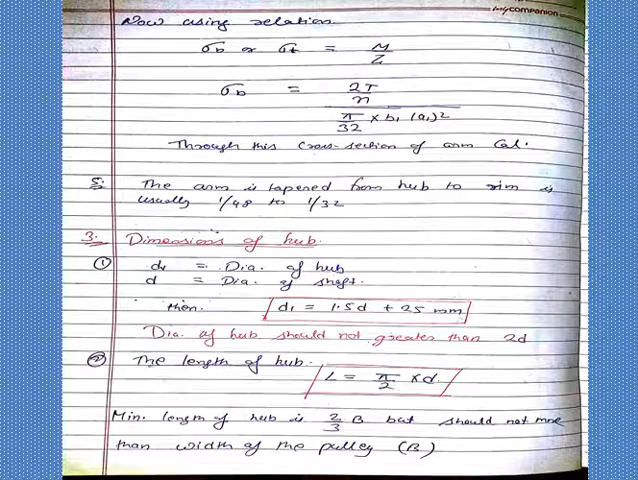 mycompanion
Now using relation
σb or σt = M/Z
σb = (2T/n) / (π/32 × b1 (a1)2)
Through this cross-section of arm Cal.
5. The arm is tapered from hub to rim is
usually 1/48 to 1/32
3. Dimensions of hub.
① d1 = Dia. of hub
d = Dia. of shaft.
then. d1 = 1.5d + 25 mm
Dia. of hub should not greater than 2d
② The length of hub.
L = π/2 × d.
Min. length of hub is 2/3 B but should not more
than width of the pulley (B)